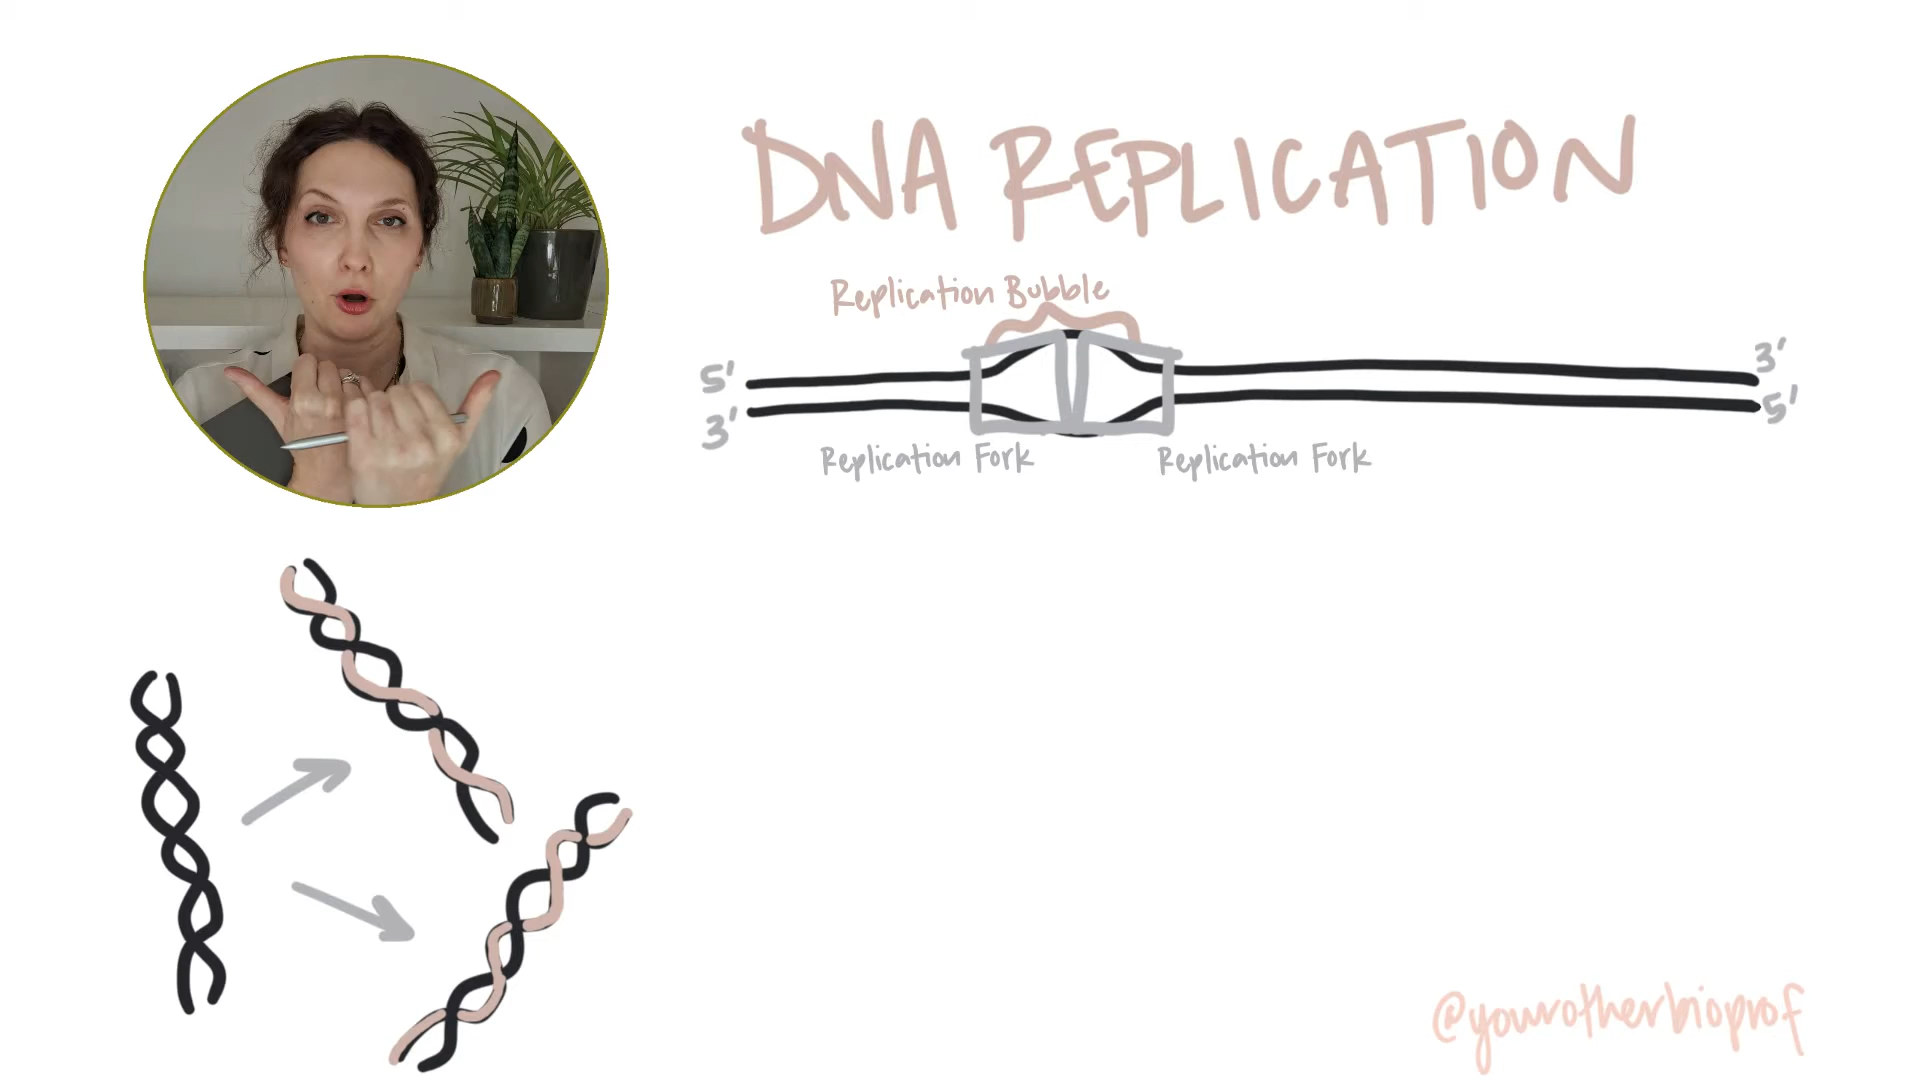 DNA REPLICATION
Replication Bubble
5' 3'
3' 5'
Replication Fork Replication Fork
@yourotherbioprof